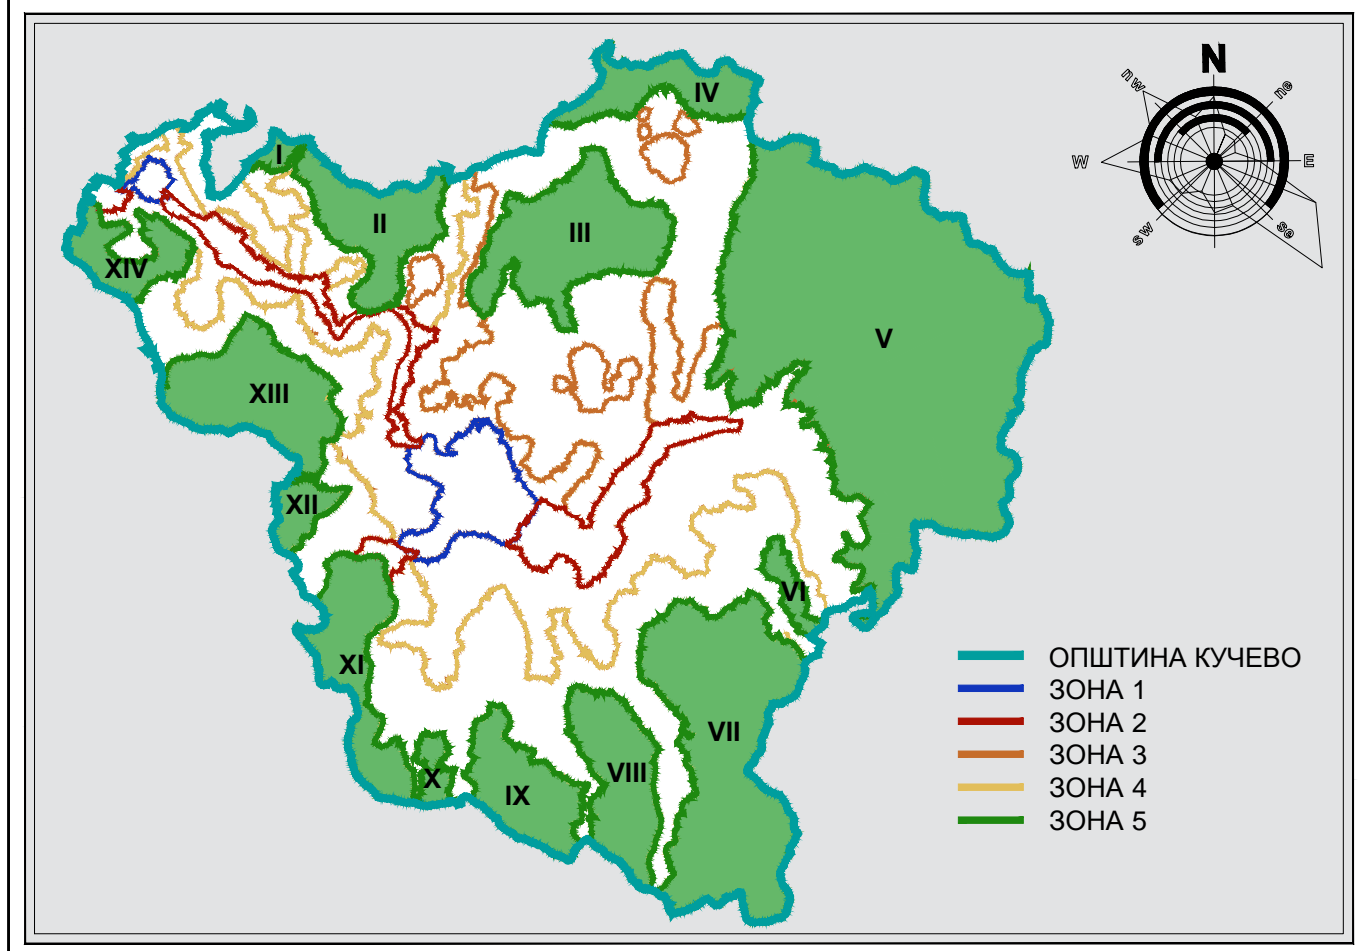 N
nw
ne
W
E
sw
se
IV
I
II
III
XIV
V
XIII
XII
VI
XI
VII
VIII
X
IX
ОПШТИНА КУЧЕВО
ЗОНА 1
ЗОНА 2
ЗОНА 3
ЗОНА 4
ЗОНА 5